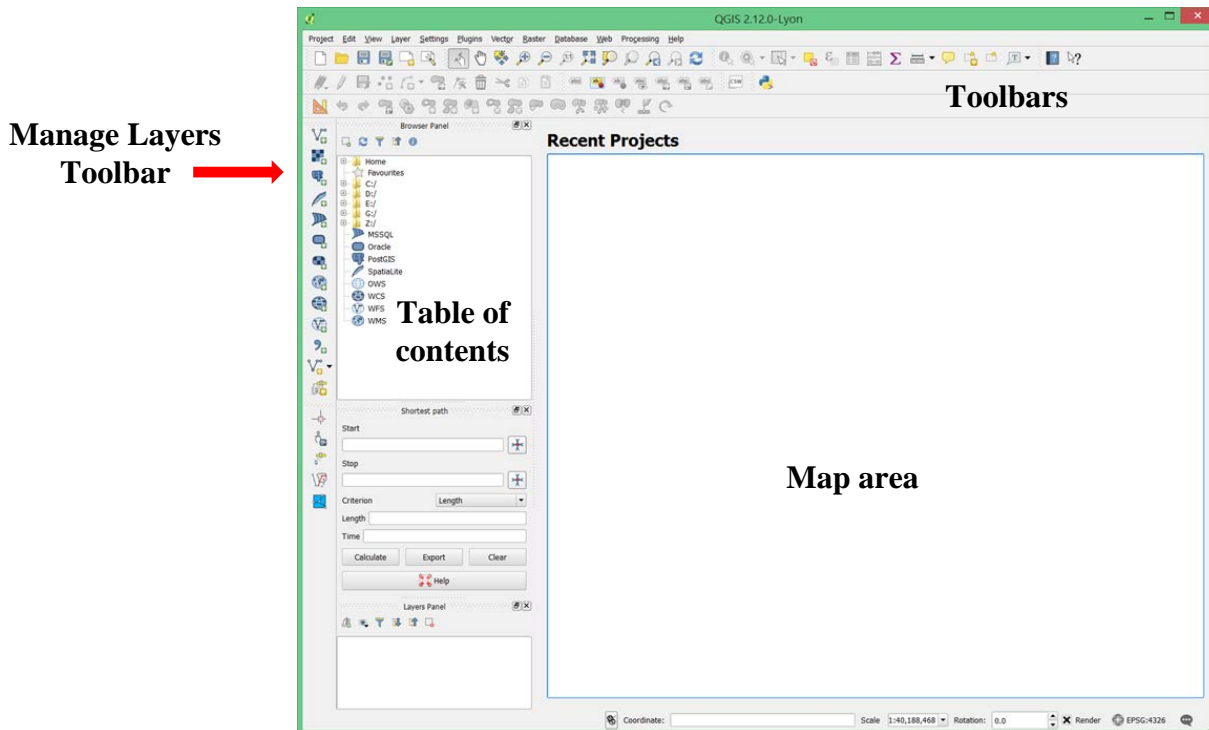 QGIS 2.12.0-Lyon
Project Edit View Layer Settings Plugins Vector Raster Database Web Processing Help
CSW
Toolbars
Manage Layers
Toolbar
Browser Panel
Recent Projects
Home
Favourites
C:/
D:/
E:/
G:/
Z:/
MSSQL
Oracle
PostGIS
SpatiaLite
OWS
WCS
WFS
WMS
Table of
contents
Map area
Shortest path
Start
Stop
Criterion Length
Length
Time
Calculate Export Clear
Help
Layers Panel
Coordinate: Scale 1:40,188,468 Rotation: 0.0 Render EPSG:4326